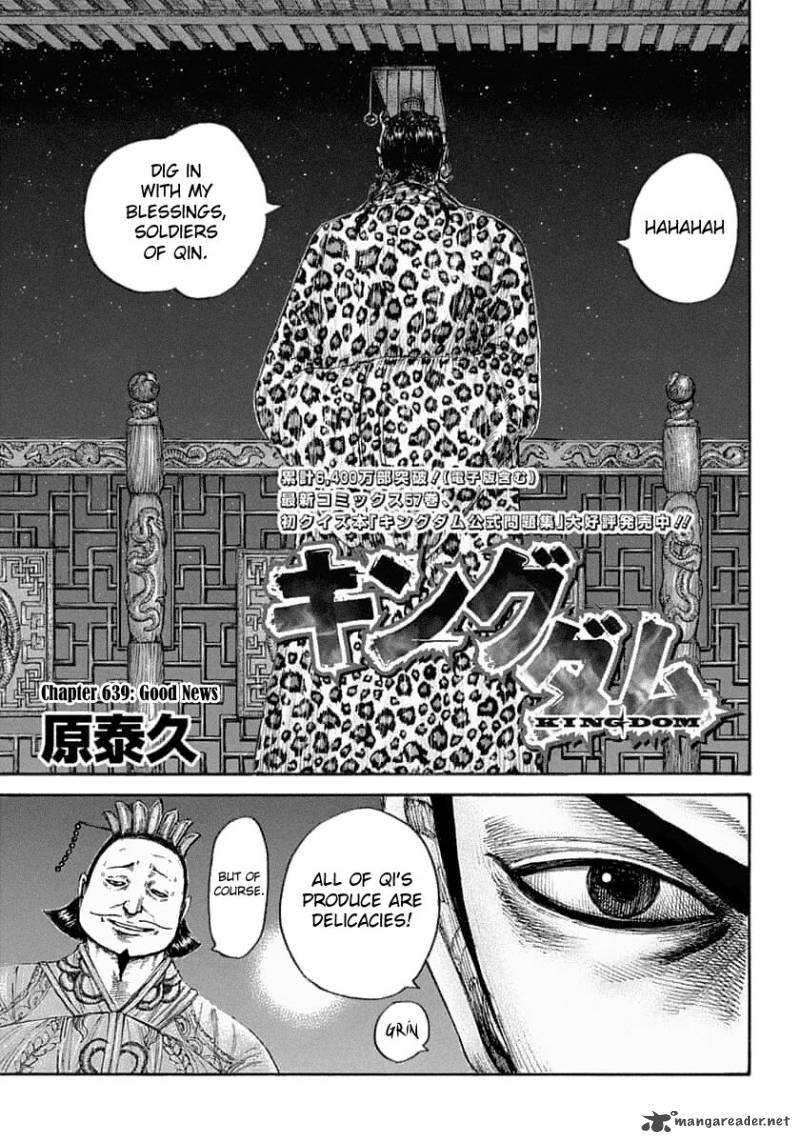 HAHAHAH
DIG IN
WITH MY
BLESSINGS,
SOLDIERS
OF QIN.
累計6,400万部突破!(電子版含む)
最新コミックス57巻、
初クイズ本「キングダム公式問題集」大好評発売中!!
キングダム
KINGDOM
Chapter 639: Good News
原泰久
ALL OF QI'S
PRODUCE ARE
DELICACIES!
GRIN
BUT OF
COURSE.
mangareader.net